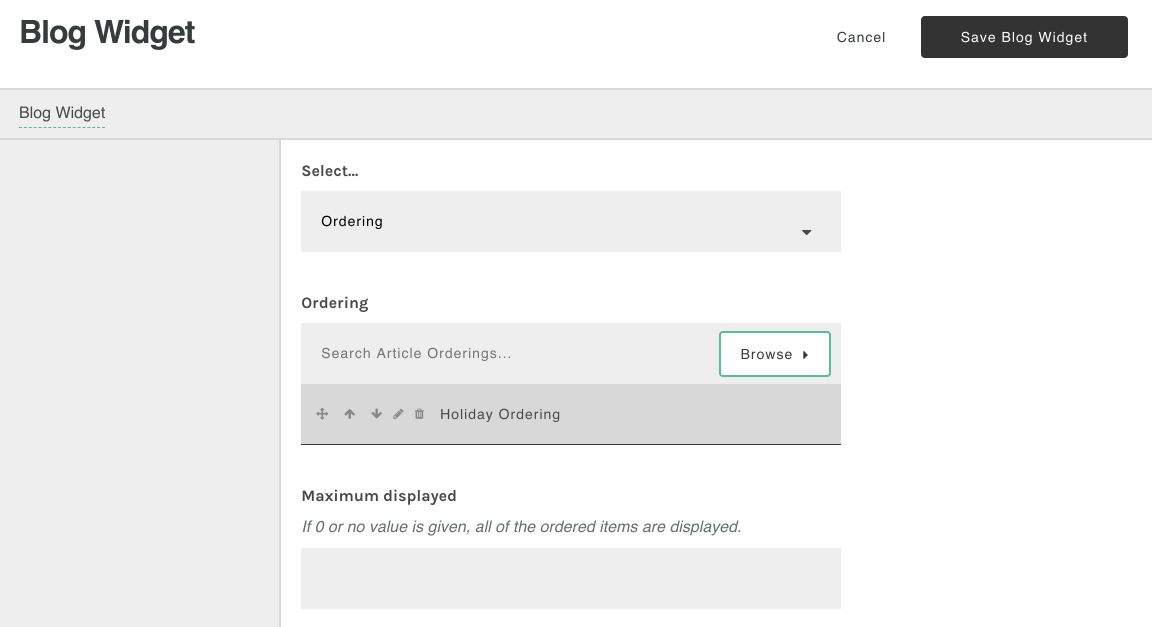 Blog Widget
Cancel
Save Blog Widget
Blog Widget
Select...
Ordering
Ordering
Search Article Orderings...
Browse
Holiday Ordering
Maximum displayed
If 0 or no value is given, all of the ordered items are displayed.